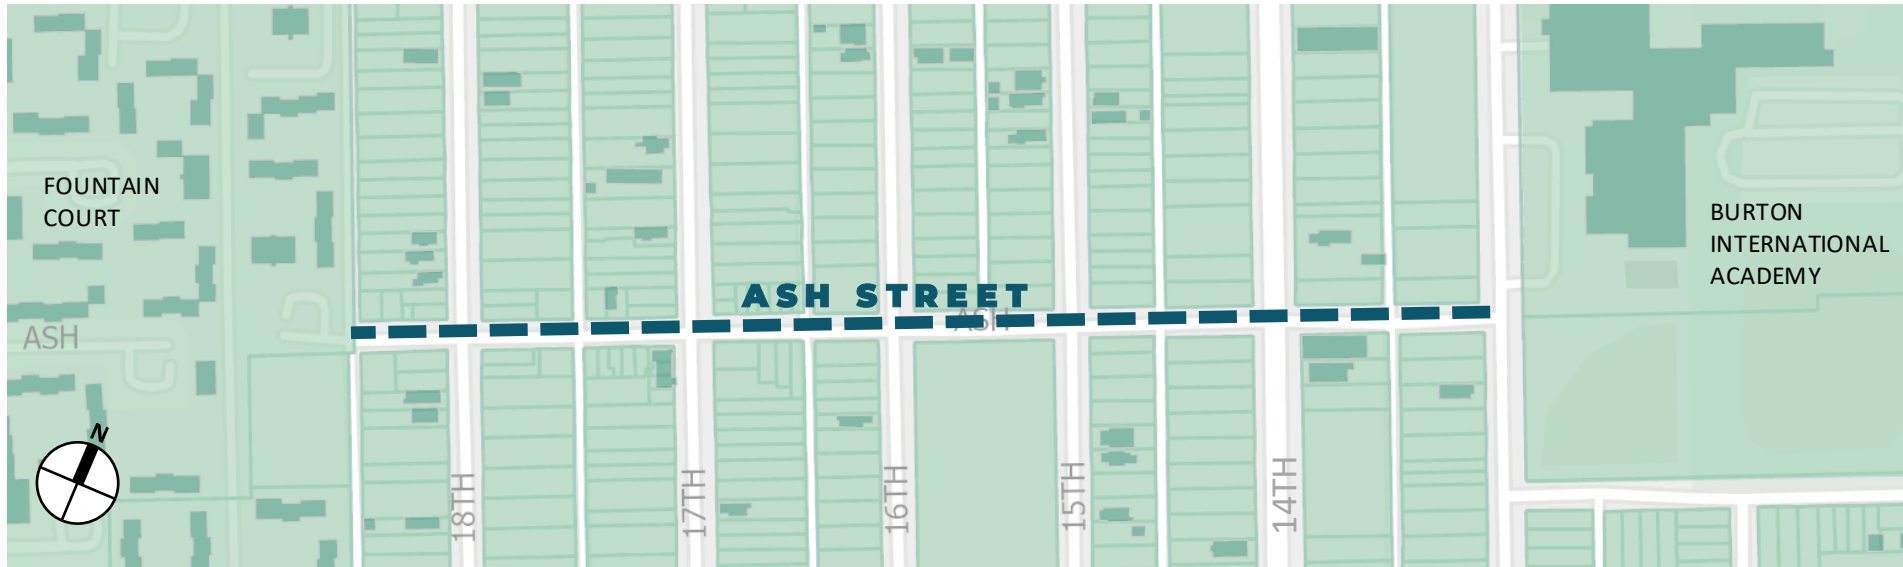 FOUNTAIN
COURT
BURTON
INTERNATIONAL
ACADEMY
ASH STREET
ASH
ASH
N
18TH
17TH
16TH
15TH
14TH